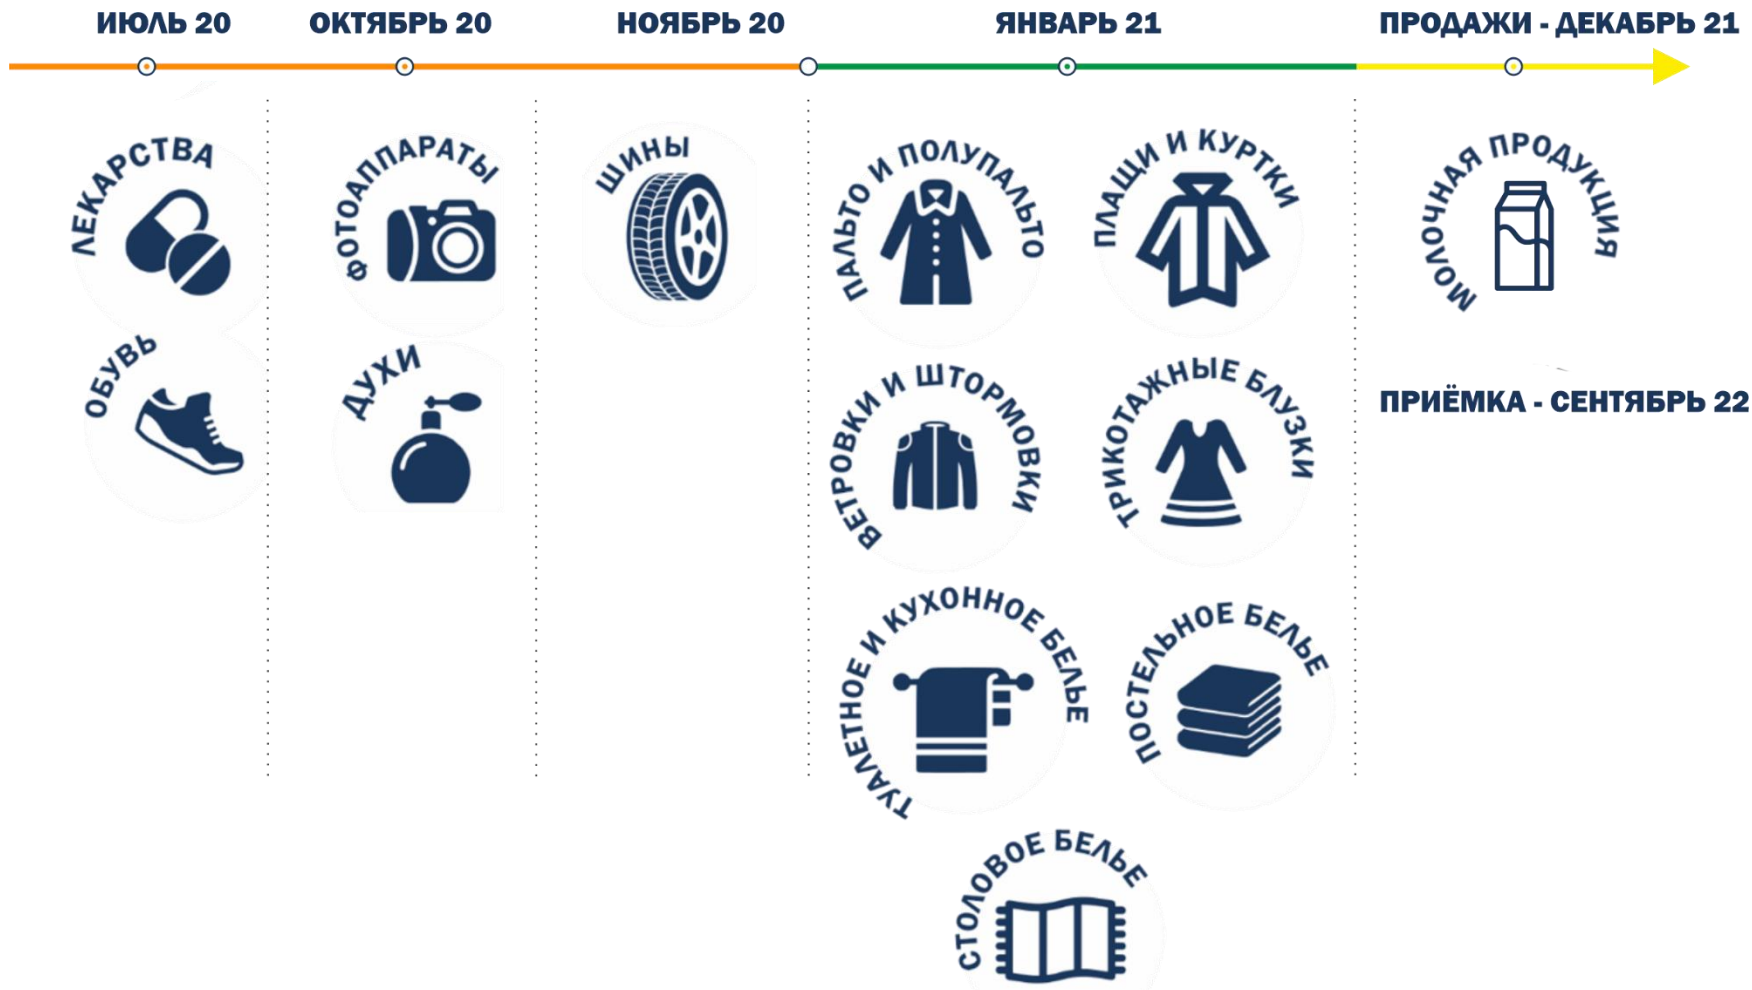 ИЮЛЬ 20
ОКТЯБРЬ 20
НОЯБРЬ 20
ЯНВАРЬ 21
ПРОДАЖИ - ДЕКАБРЬ 21
ЛЕКАРСТВА
ФОТОАППАРАТЫ
ШИНЫ
ПАЛЬТО И ПОЛУПАЛЬТО
ПЛАЩИ И КУРТКИ
МОЛОЧНАЯ ПРОДУКЦИЯ
ОБУВЬ
ДУХИ
ВЕТРОВКИ И ШТОРМОВКИ
ТРИКОТАЖНЫЕ БЛУЗКИ
ПРИЁМКА - СЕНТЯБРЬ 22
ТУАЛЕТНОЕ И КУХОННОЕ БЕЛЬЕ
ПОСТЕЛЬНОЕ БЕЛЬЕ
СТОЛОВОЕ БЕЛЬЕ